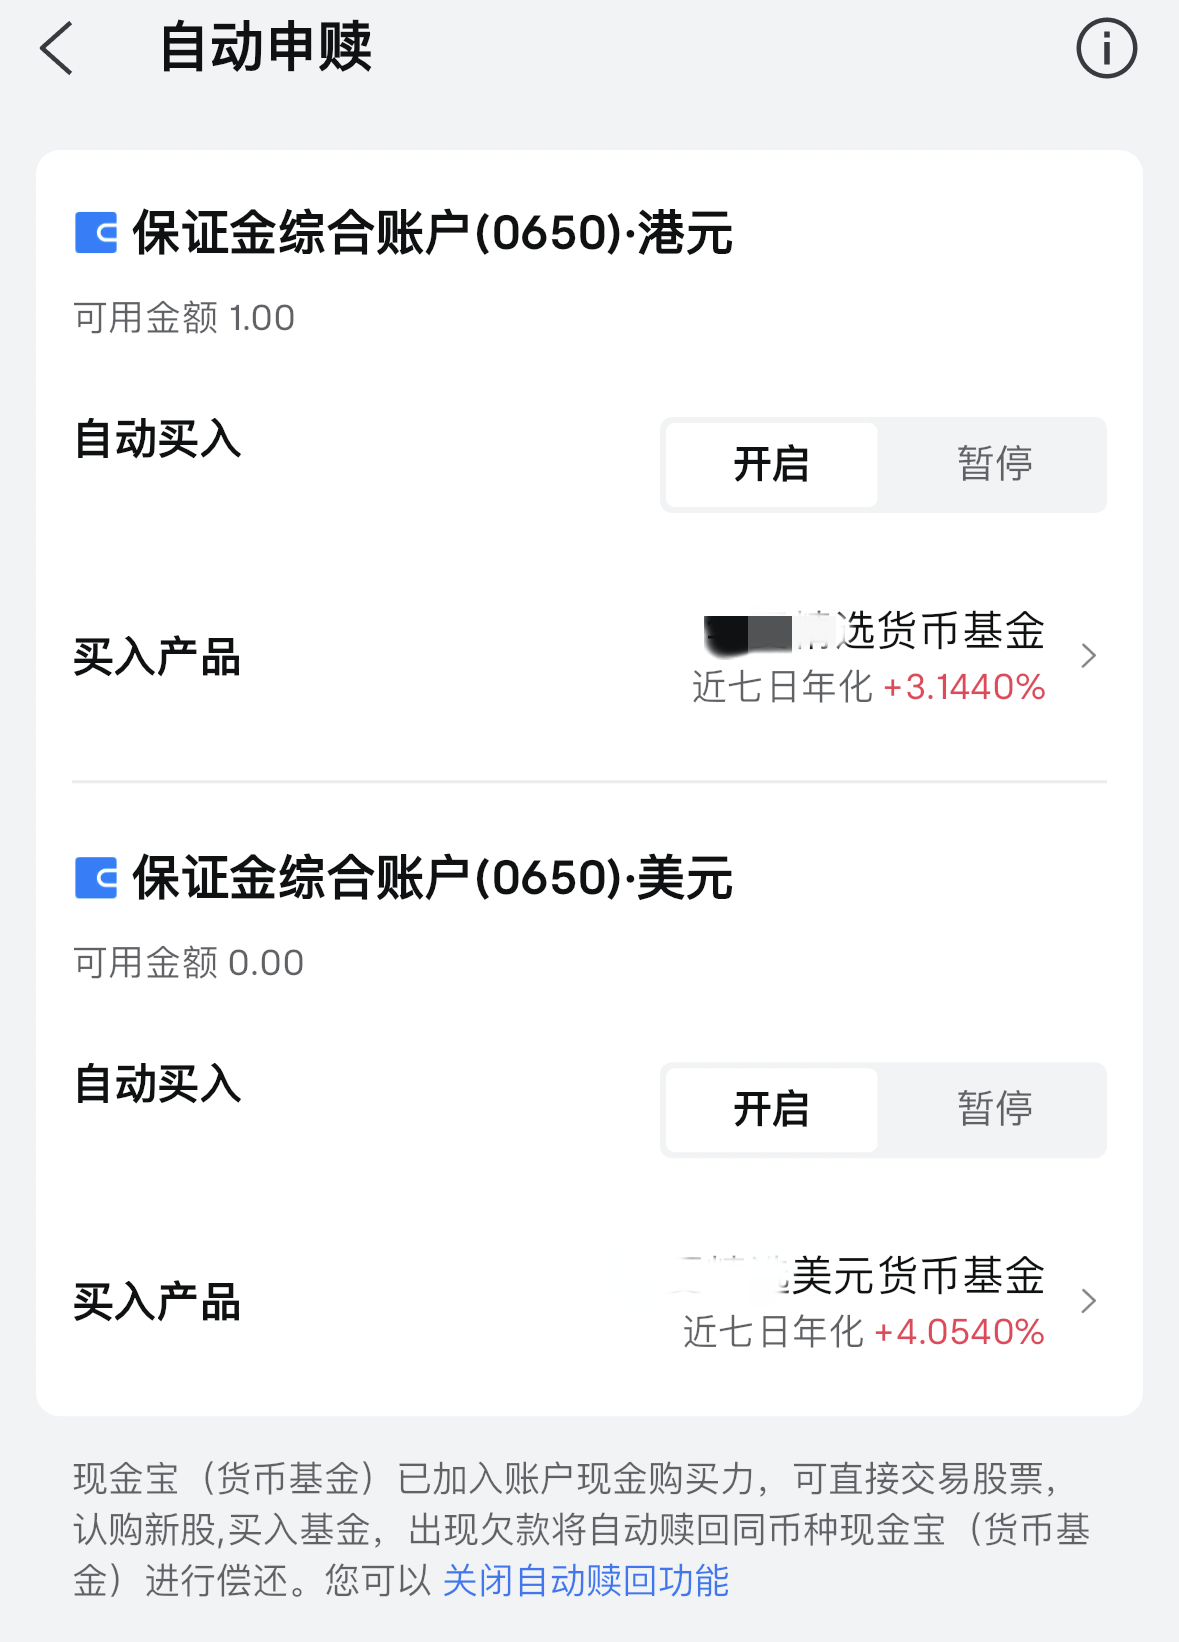 自动申赎
保证金综合账户(0650)·港元
可用金额 1.00
自动买入
开启
暂停
买入产品
选货币基金
近七日年化 +3.1440%
保证金综合账户(0650)·美元
可用金额 0.00
自动买入
开启
暂停
买入产品
美元货币基金
近七日年化 +4.0540%
现金宝（货币基金）已加入账户现金购买力，可直接交易股票，
认购新股,买入基金，出现欠款将自动赎回同币种现金宝（货币基
金）进行偿还。您可以 关闭自动赎回功能